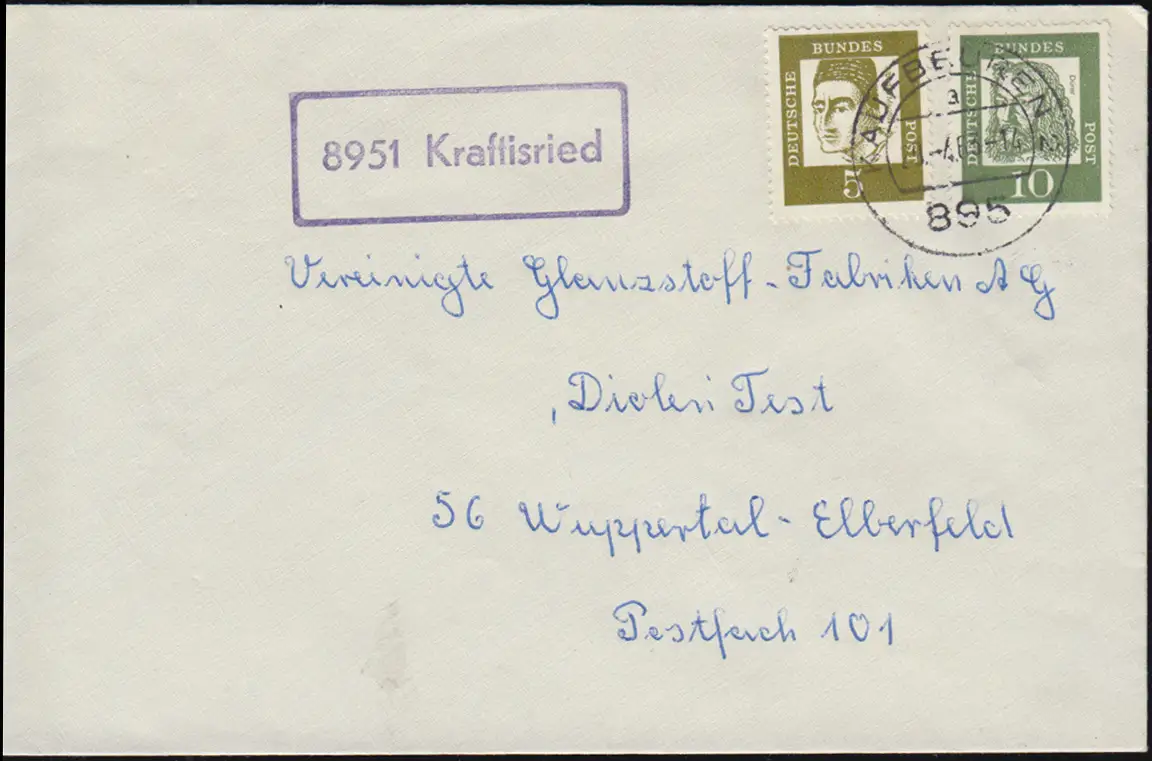 BUNDES
DEUTSCHE
POST
5
BUNDES
DEUTSCHE
Dürer
POST
10
KAUFBEUREN
a
895
8951 Kraftisried
Vereinigte Glanzstoff-Fabriken AG
„Diolen Test
56 Wuppertal-Elberfeld
Postfach 101